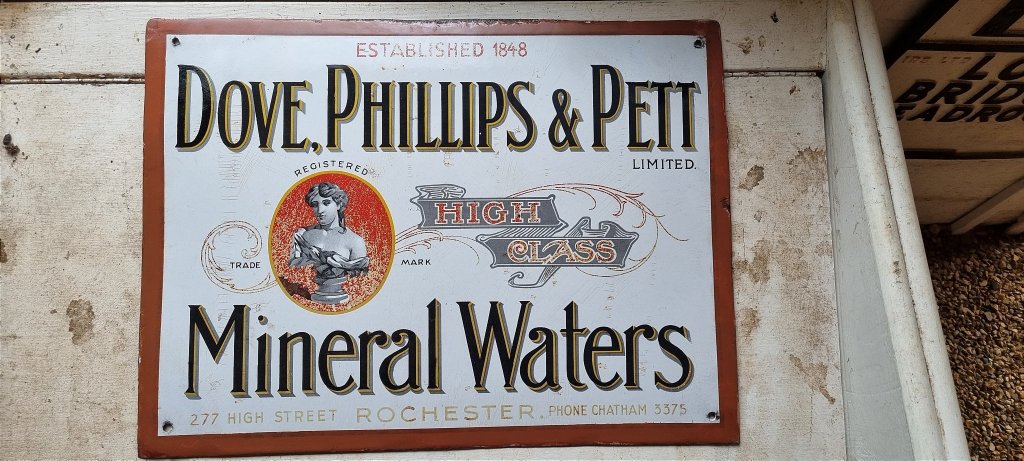 ESTABLISHED 1848
DOVE, PHILLIPS & PETT
LIMITED.
REGISTERED
TRADE MARK
HIGH
CLASS
Mineral Waters
277 HIGH STREET ROCHESTER. PHONE CHATHAM 3375